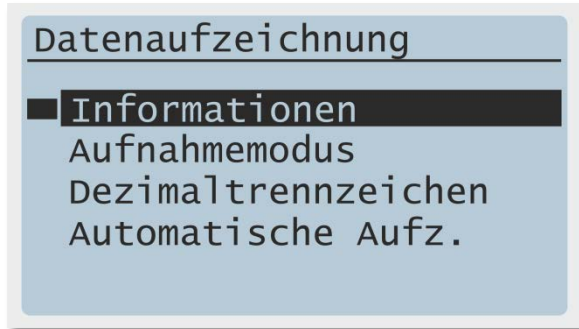 Datenaufzeichnung
Informationen
Aufnahmemodus
Dezimaltrennzeichen
Automatische Aufz.